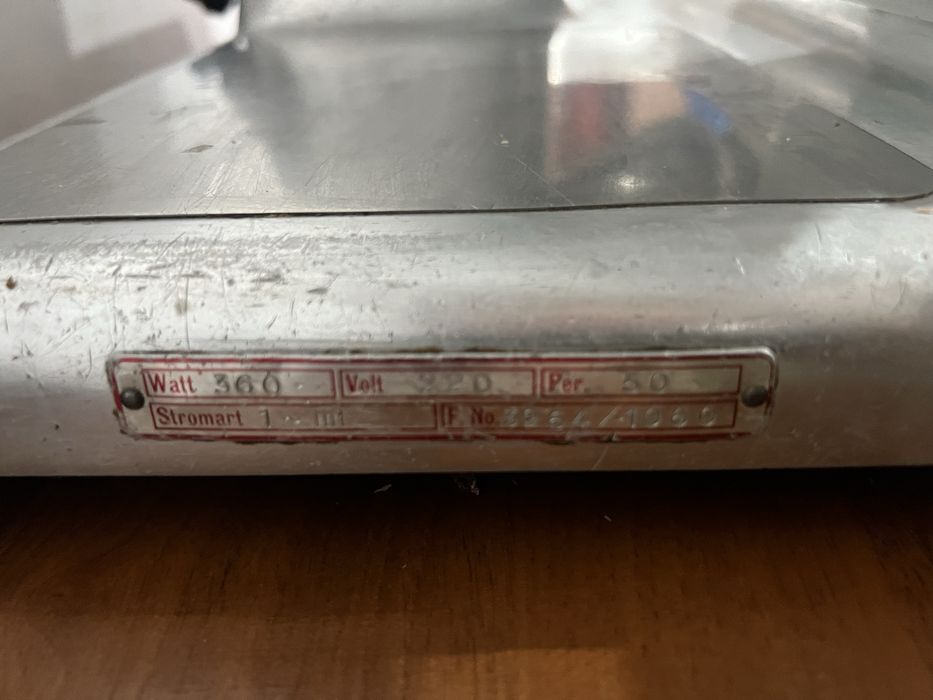 Watt 360 Volt 220 Per. 50
Stromart 1 F. No.